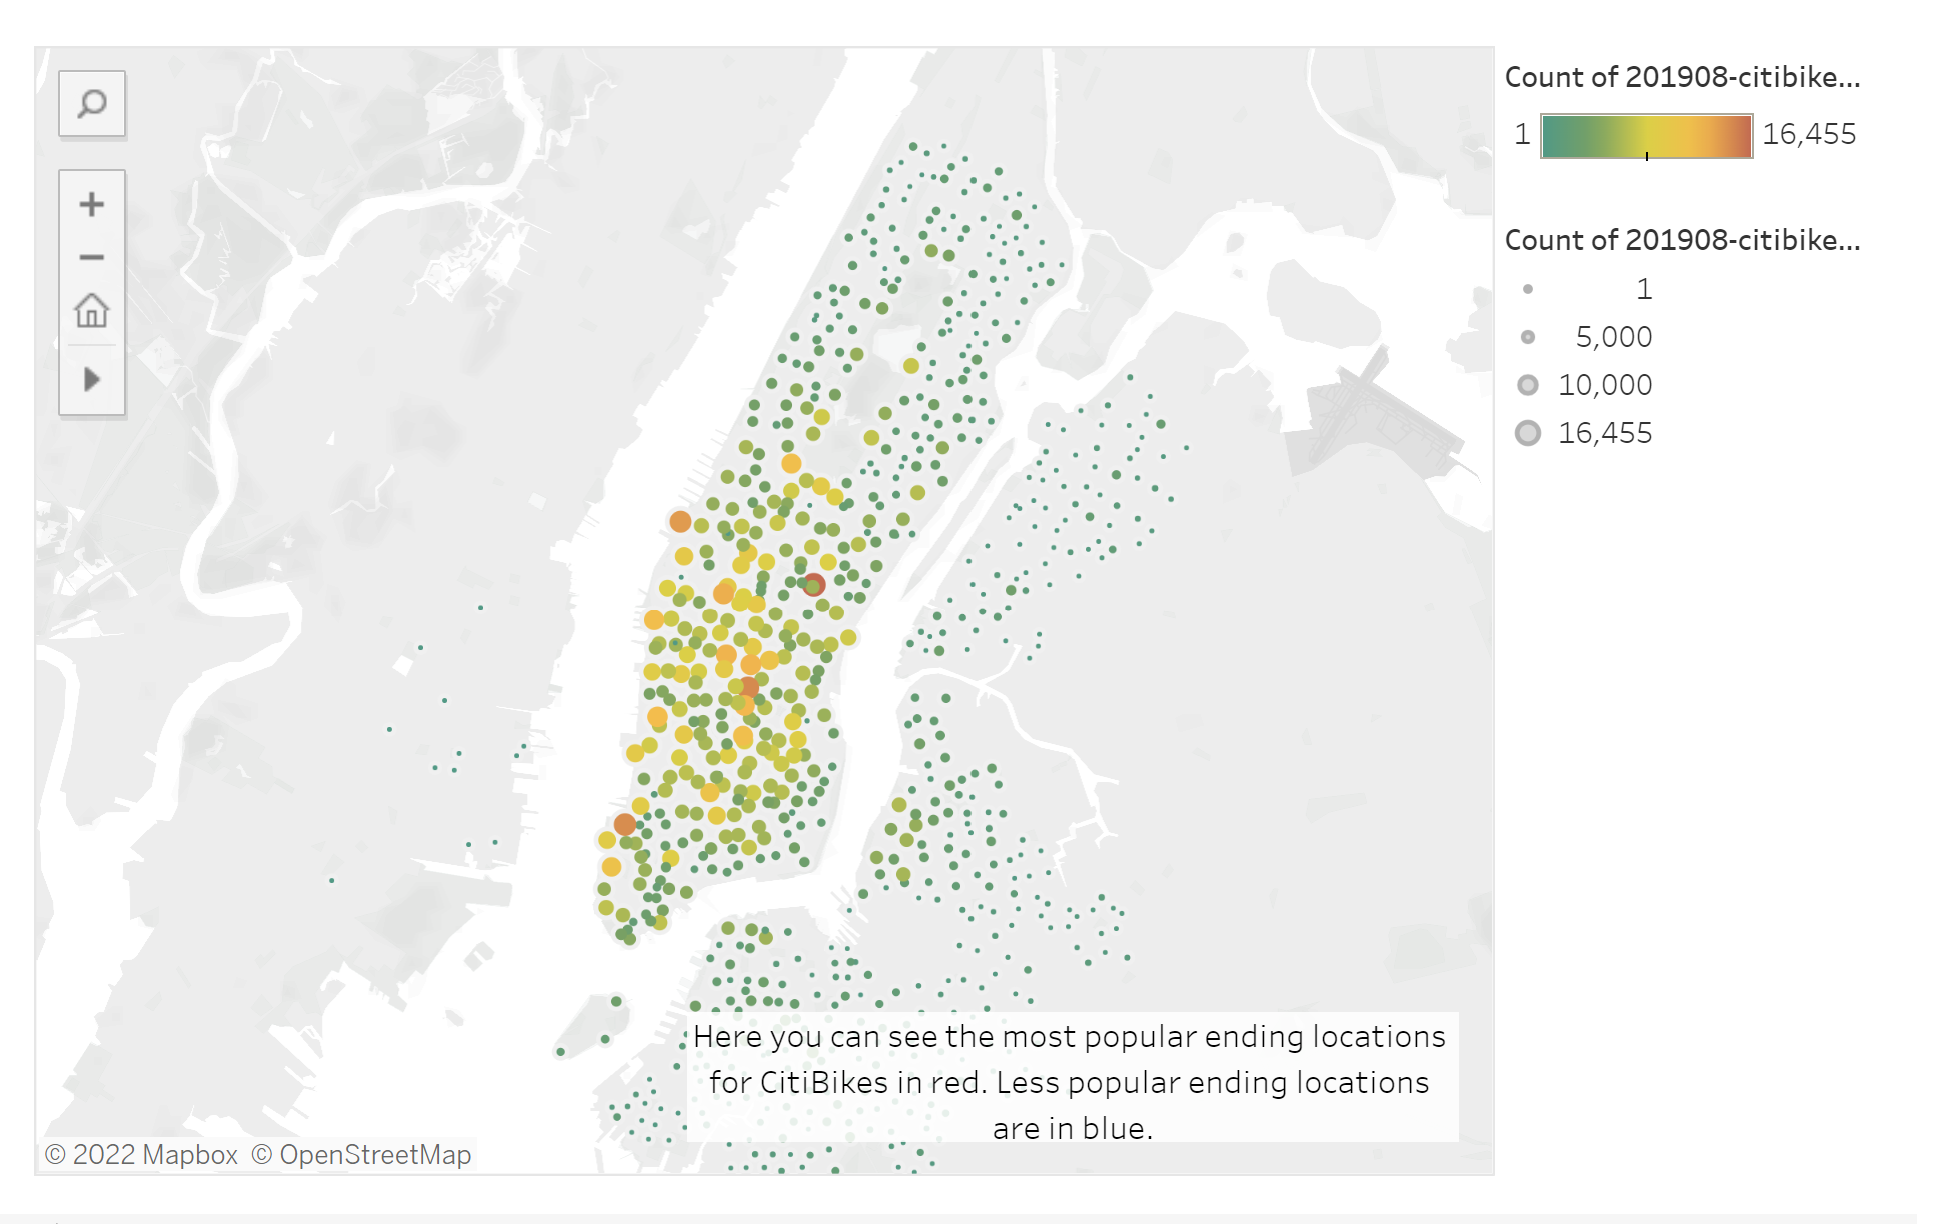 Count of 201908-citibike...
1 16,455
Count of 201908-citibike...
1
5,000
10,000
16,455
Here you can see the most popular ending locations
for CitiBikes in red. Less popular ending locations
are in blue.
© 2022 Mapbox © OpenStreetMap